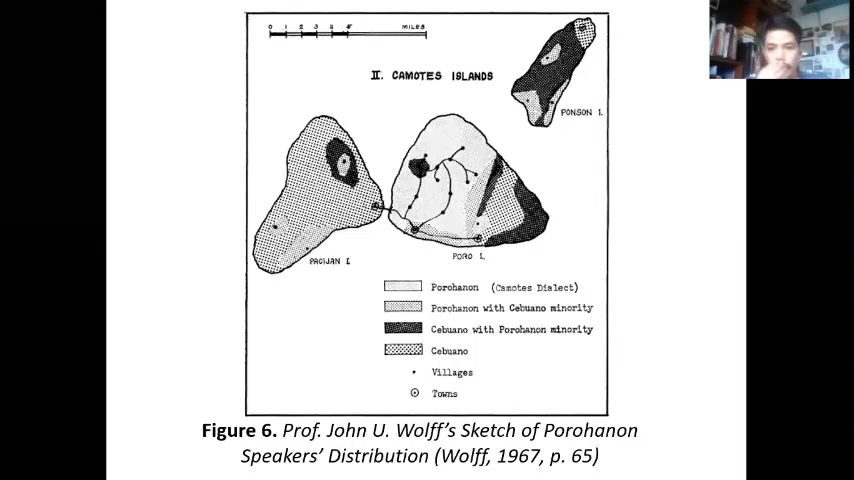 0 1 2 3 4 5 MILES
II. CAMOTES ISLANDS
PONSON I.
PACIJAN I.
PORO I.
Porohanon (Camotes Dialect)
Porohanon with Cebuano minority
Cebuano with Porohanon minority
Cebuano
Villages
Towns
Figure 6. Prof. John U. Wolff's Sketch of Porohanon
Speakers' Distribution (Wolff, 1967, p. 65)